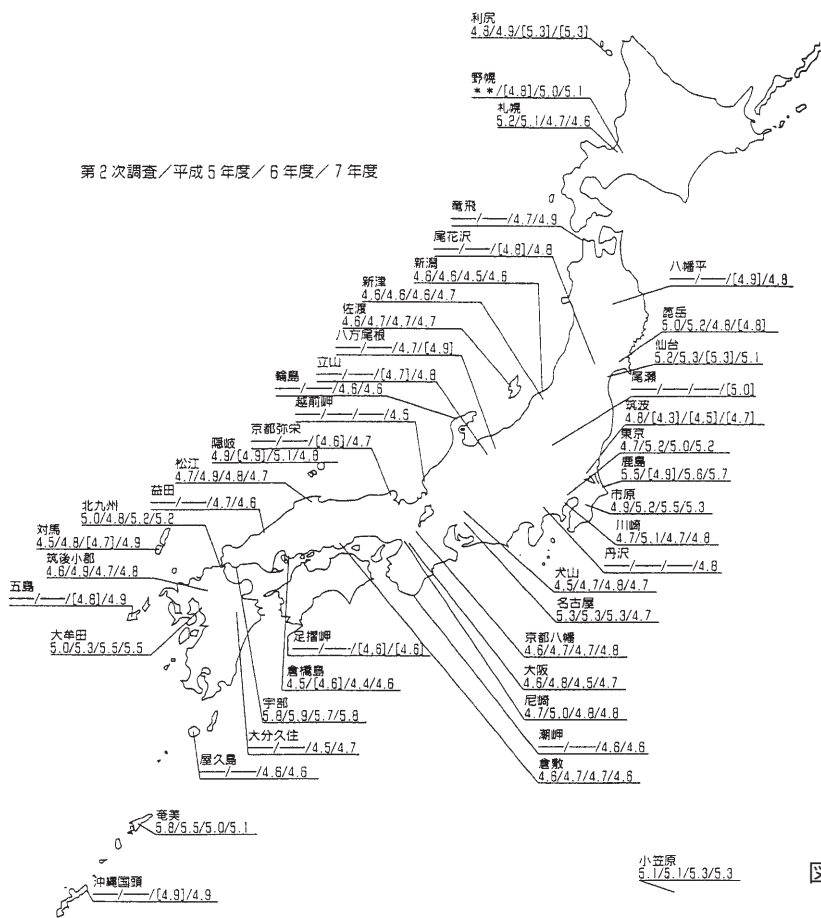 利尻
4.8/4.9/[5.3]/[5.3]
野幌
**/[4.8]/5.0/5.1
札幌
5.2/5.1/4.7/4.6
第2次調査／平成5年度／6年度／7年度
竜飛
—/—/4.7/4.9
尾花沢
—/—/[4.8]/4.8
新潟
4.6/4.6/4.5/4.6
新津
4.6/4.6/4.6/4.7
佐渡
4.6/4.7/4.7/4.7
八方尾根
—/—/4.7/[4.9]
立山
—/—/[4.7]/4.8
輪島
—/—/4.6/4.6
越前岬
—/—/—/4.5
京都弥栄
—/—/[4.6]/4.7
隠岐
4.9/[4.9]/5.1/4.8
松江
4.7/4.9/4.8/4.7
益田
—/—/4.7/4.6
北九州
5.0/4.8/5.2/5.2
対馬
4.5/4.8/[4.7]/4.9
筑後小郡
4.6/4.9/4.7/4.8
五島
—/—/[4.8]/4.9
大牟田
5.0/5.3/5.5/5.5
八幡平
—/—/[4.9]/4.8
箟岳
5.0/5.2/4.8/[4.8]
仙台
5.2/5.3/[5.3]/5.1
尾瀬
—/—/—/[5.0]
筑波
4.8/[4.3]/[4.5]/[4.7]
東京
4.7/5.2/5.0/5.2
鹿島
5.5/[4.9]/5.6/5.7
市原
4.9/5.2/5.5/5.3
川崎
4.7/5.1/4.7/4.8
丹沢
—/—/—/4.8
犬山
4.5/4.7/4.8/4.7
名古屋
5.3/5.3/5.3/4.7
京都八幡
4.6/4.7/4.7/4.8
大阪
4.6/4.8/4.5/4.7
尼崎
4.7/5.0/4.8/4.8
潮岬
—/—/4.6/4.6
倉敷
4.6/4.7/4.7/4.6
足摺岬
—/—/[4.6]/[4.6]
倉橋島
4.5/[4.6]/4.4/4.6
宇部
5.8/5.9/5.7/5.8
大分久住
—/—/4.5/4.7
屋久島
—/—/4.6/4.6
奄美
5.8/5.5/5.0/5.1
沖縄国頭
—/—/[4.9]/4.9
小笠原
5.1/5.1/5.3/5.3
図